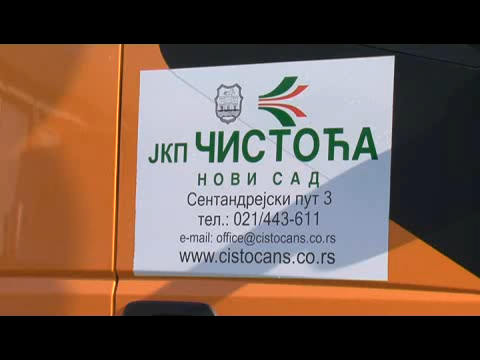 ЈКП ЧИСТОЋА
НОВИ САД
Сентандрејски пут 3
тел.: 021/443-611
e-mail: office@cistocans.co.rs
www.cistocans.co.rs